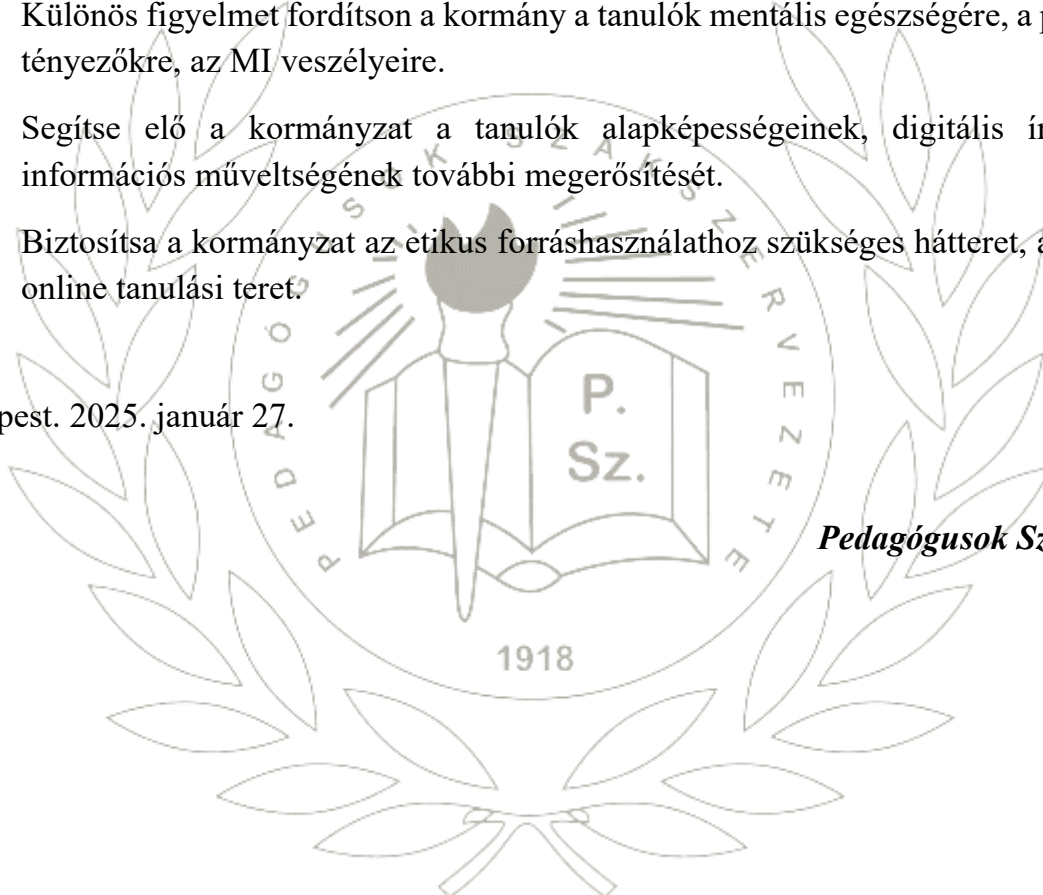 Különös figyelmet fordítson a kormány a tanulók mentális egészségére, a
tényezőkre, az MI veszélyeire.
Segítse elő a kormányzat a tanulók alapképességeinek, digitális
információs műveltségének további megerősítését.
Biztosítsa a kormányzat az etikus forráshasználathoz szükséges hátteret,
online tanulási teret.
pest. 2025. január 27.
Pedagógusok Sz
PEDAGÓGUSOK SZAKSZERVEZETE
P.
Sz.
1918